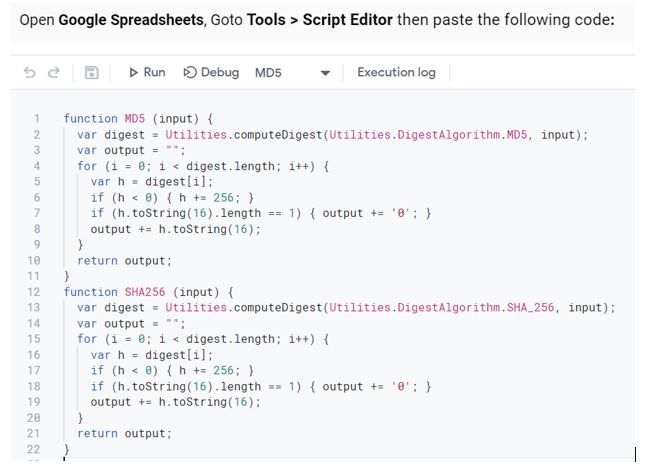 Open Google Spreadsheets, Goto Tools > Script Editor then paste the following code:
Run Debug MD5 Execution log
1 function MD5 (input) {
2   var digest = Utilities.computeDigest(Utilities.DigestAlgorithm.MD5, input);
3   var output = "";
4   for (i = 0; i < digest.length; i++) {
5     var h = digest[i];
6     if (h < 0) { h += 256; }
7     if (h.toString(16).length == 1) { output += '0'; }
8     output += h.toString(16);
9   }
10   return output;
11 }
12 function SHA256 (input) {
13   var digest = Utilities.computeDigest(Utilities.DigestAlgorithm.SHA_256, input);
14   var output = "";
15   for (i = 0; i < digest.length; i++) {
16     var h = digest[i];
17     if (h < 0) { h += 256; }
18     if (h.toString(16).length == 1) { output += '0'; }
19     output += h.toString(16);
20   }
21   return output;
22 }